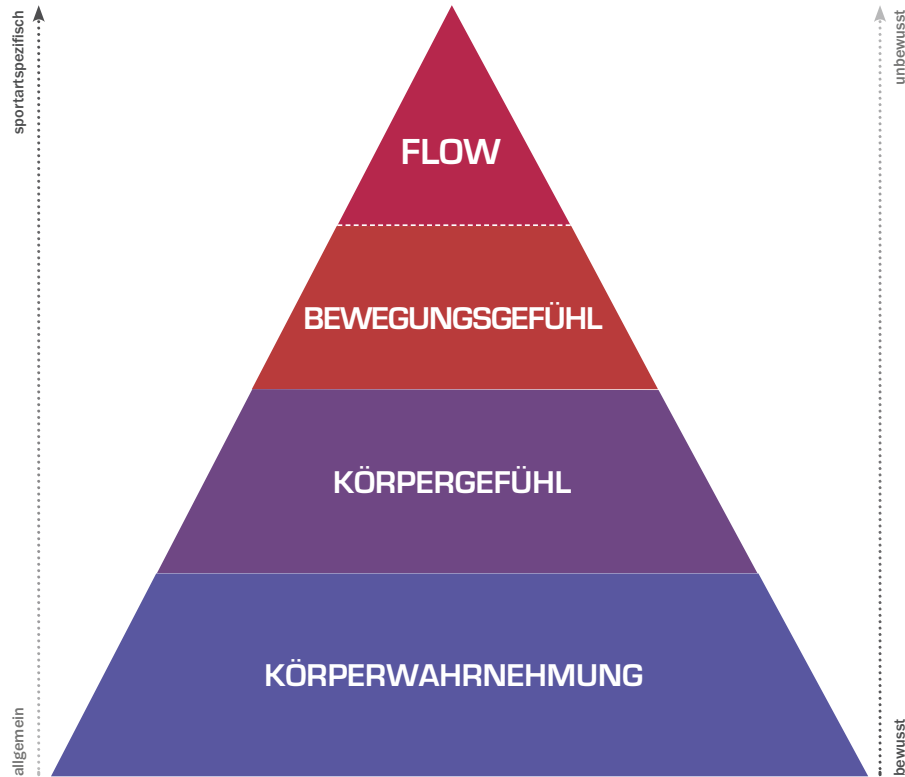 sportartspezifisch
unbewusst
FLOW
BEWEGUNGSGEFÜHL
KÖRPERGEFÜHL
KÖRPERWAHRNEHMUNG
allgemein
bewusst